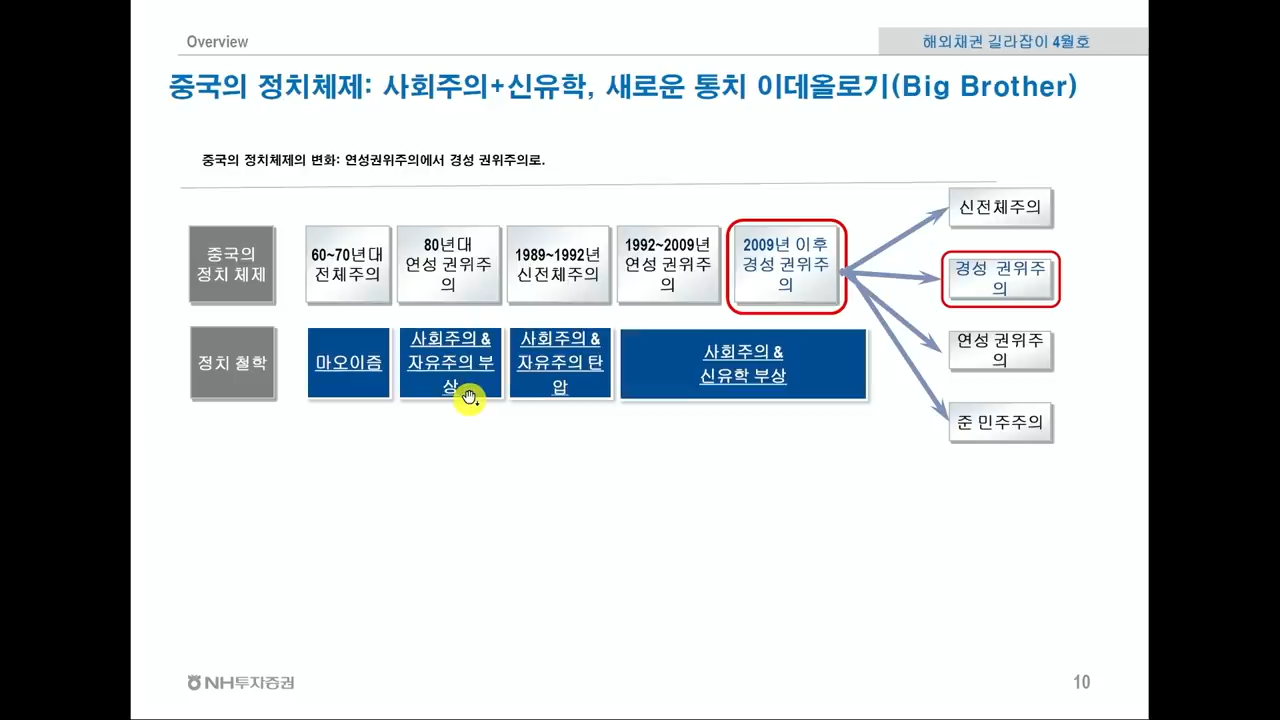 Overview
해외채권 길라잡이 4월호
중국의 정치체제: 사회주의+신유학, 새로운 통치 이데올로기(Big Brother)
중국의 정치체제의 변화: 연성권위주의에서 경성 권위주의로.
중국의
정치 체제
60~70년대
전체주의
80년대
연성 권위주
의
1989~1992년
신전체주의
1992~2009년
연성 권위주
의
2009년 이후
경성 권위주
의
신전체주의
경성 권위주
의
연성 권위주
의
준 민주주의
정치 철학
마오이즘
사회주의 &
자유주의 부
상
사회주의 &
자유주의 탄
압
사회주의 &
신유학 부상
NH투자증권
10